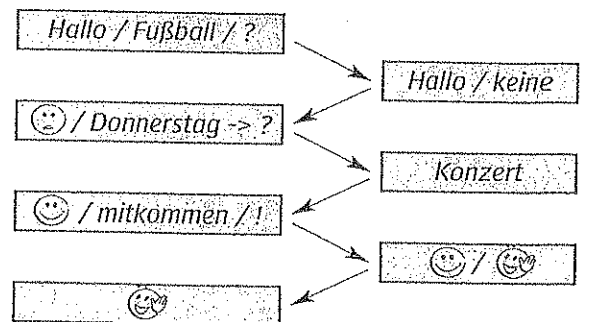 Hallo / Fußball / ?
Hallo / keine
/ Donnerstag -> ?
Konzert
/ mitkommen / !
/